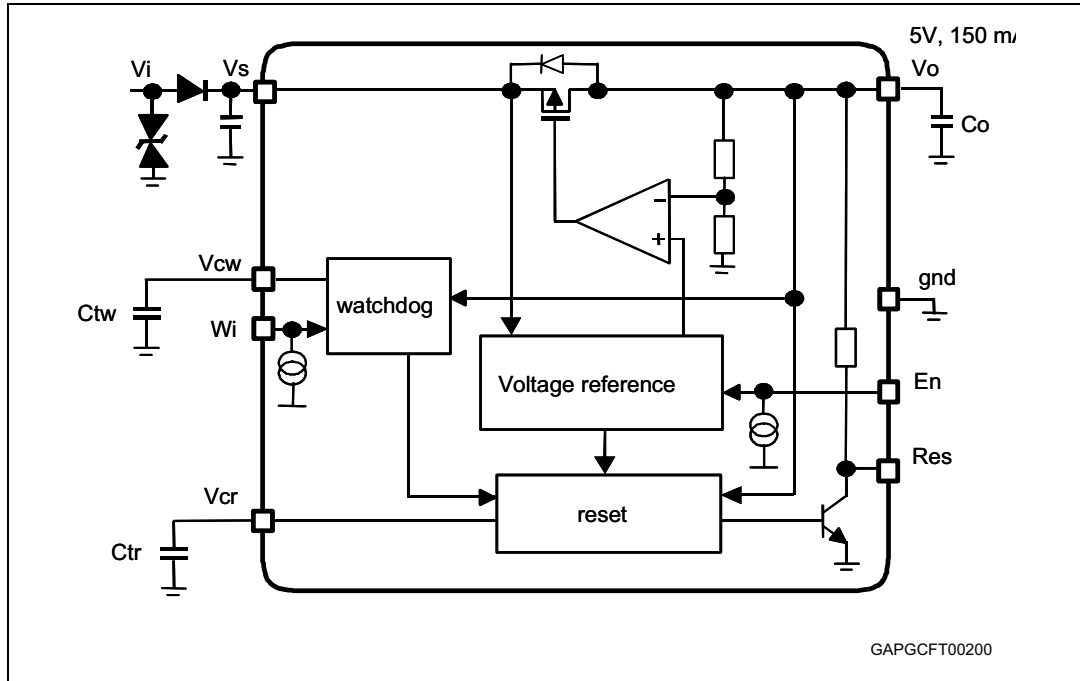 5V, 150 m
Vi
Vs
Vo
Co
−
+
Vcw
gnd
Ctw
watchdog
Wi
Voltage reference
En
Res
Vcr
reset
Ctr
GAPGCFT00200